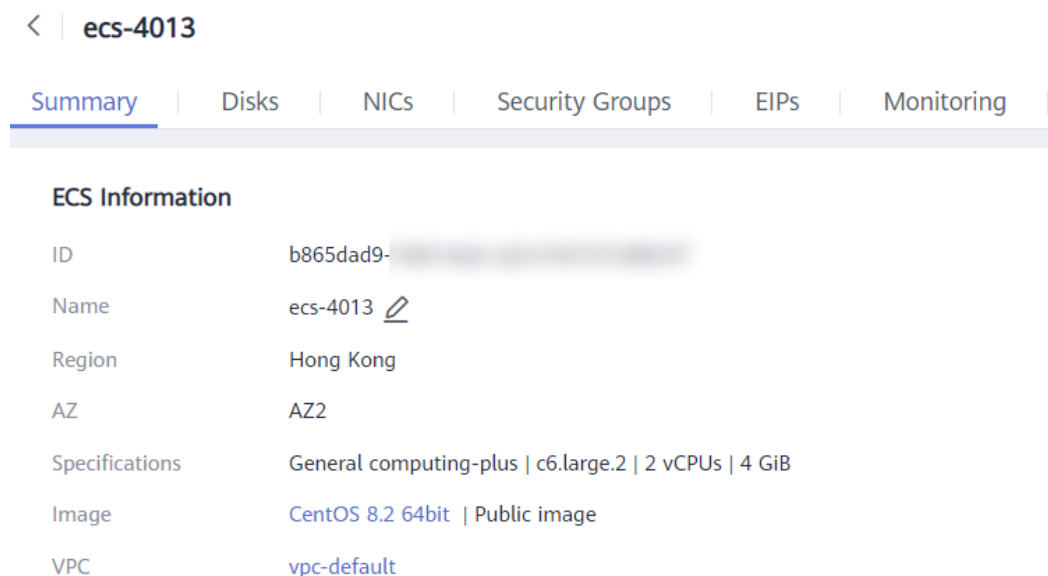 ecs-4013
Summary Disks NICs Security Groups EIPs Monitoring
ECS Information
ID b865dad9-
Name ecs-4013
Region Hong Kong
AZ AZ2
Specifications General computing-plus | c6.large.2 | 2 vCPUs | 4 GiB
Image CentOS 8.2 64bit | Public image
VPC vpc-default